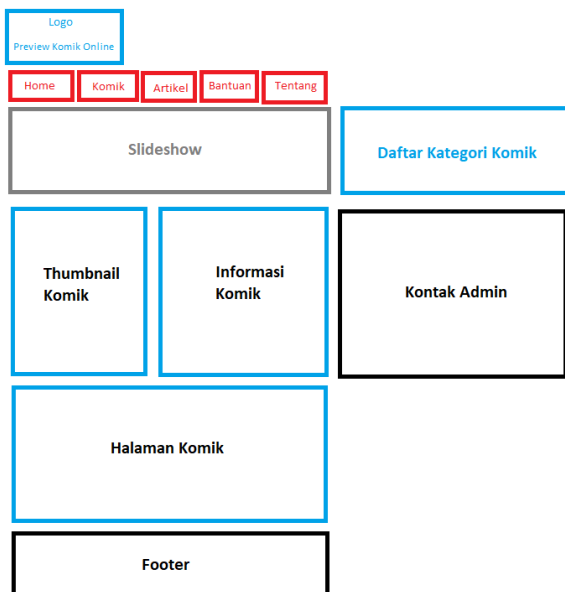 Logo
Preview Komik Online
Home
Komik
Artikel
Bantuan
Tentang
Slideshow
Daftar Kategori Komik
Thumbnail
Komik
Informasi
Komik
Kontak Admin
Halaman Komik
Footer